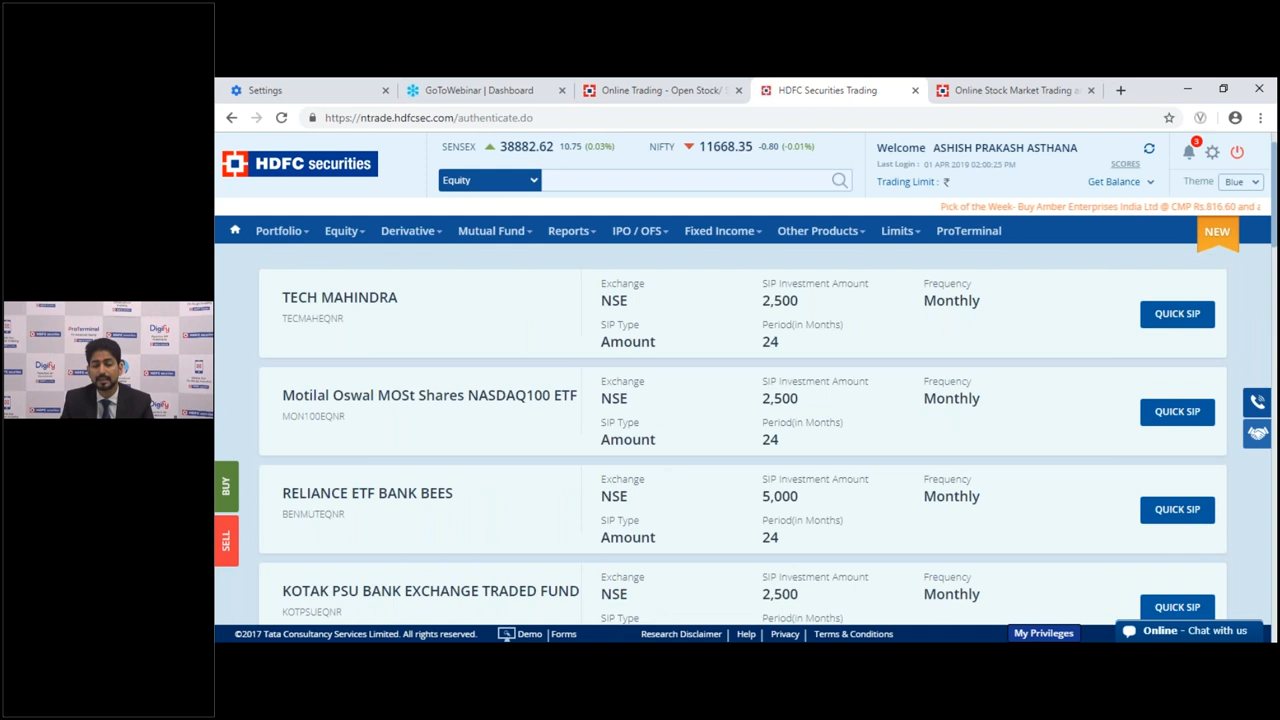 Settings
GoToWebinar | Dashboard
Online Trading - Open Stock/
HDFC Securities Trading
Online Stock Market Trading a
https://ntrade.hdfcsec.com/authenticate.do
HDFC securities
SENSEX 38882.62 10.75 (0.03%) NIFTY 11668.35 -0.80 (-0.01%)
Equity
Welcome ASHISH PRAKASH ASTHANA
Last Login : 01 APR 2019 02:00:25 PM SCORES
Trading Limit : ₹ Get Balance
3
Theme Blue
Pick of the Week- Buy Amber Enterprises India Ltd @ CMP Rs.816.60 and a
Portfolio Equity Derivative Mutual Fund Reports IPO / OFS Fixed Income Other Products Limits ProTerminal NEW
TECH MAHINDRA
TECMAHEQNR
Exchange SIP Investment Amount Frequency
NSE 2,500 Monthly
SIP Type Period(in Months)
Amount 24
QUICK SIP
Motilal Oswal MOSt Shares NASDAQ100 ETF
MON100EQNR
Exchange SIP Investment Amount Frequency
NSE 2,500 Monthly
SIP Type Period(in Months)
Amount 24
QUICK SIP
RELIANCE ETF BANK BEES
BENMUTEQNR
Exchange SIP Investment Amount Frequency
NSE 5,000 Monthly
SIP Type Period(in Months)
Amount 24
QUICK SIP
KOTAK PSU BANK EXCHANGE TRADED FUND
KOTPSUEQNR
Exchange SIP Investment Amount Frequency
NSE 2,500 Monthly
SIP Type Period(in Months)
QUICK SIP
BUY
SELL
©2017 Tata Consultancy Services Limited. All rights reserved. Demo | Forms
Research Disclaimer | Help | Privacy | Terms & Conditions
My Privileges
Online - Chat with us
ProTerminal
Digify
Digify